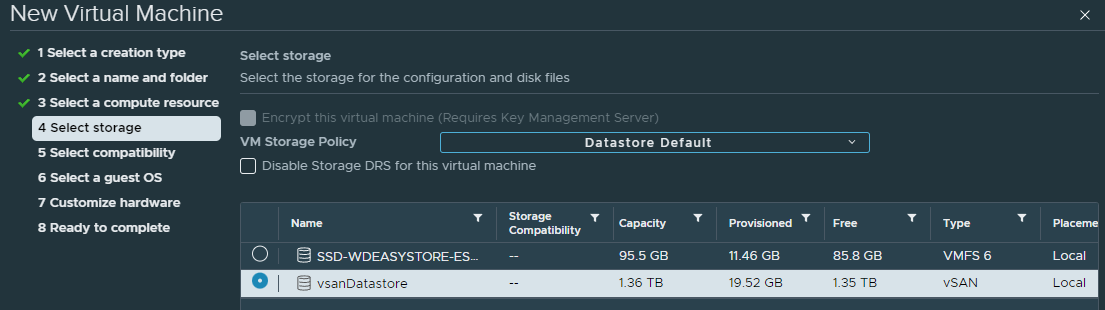 New Virtual Machine
1 Select a creation type
2 Select a name and folder
3 Select a compute resource
4 Select storage
5 Select compatibility
6 Select a guest OS
7 Customize hardware
8 Ready to complete
Select storage
Select the storage for the configuration and disk files
Encrypt this virtual machine (Requires Key Management Server)
VM Storage Policy Datastore Default
Disable Storage DRS for this virtual machine
Name Storage Compatibility Capacity Provisioned Free Type Placeme
SSD-WDEASYSTORE-ES... -- 95.5 GB 11.46 GB 85.8 GB VMFS 6 Local
vsanDatastore -- 1.36 TB 19.52 GB 1.35 TB vSAN Local